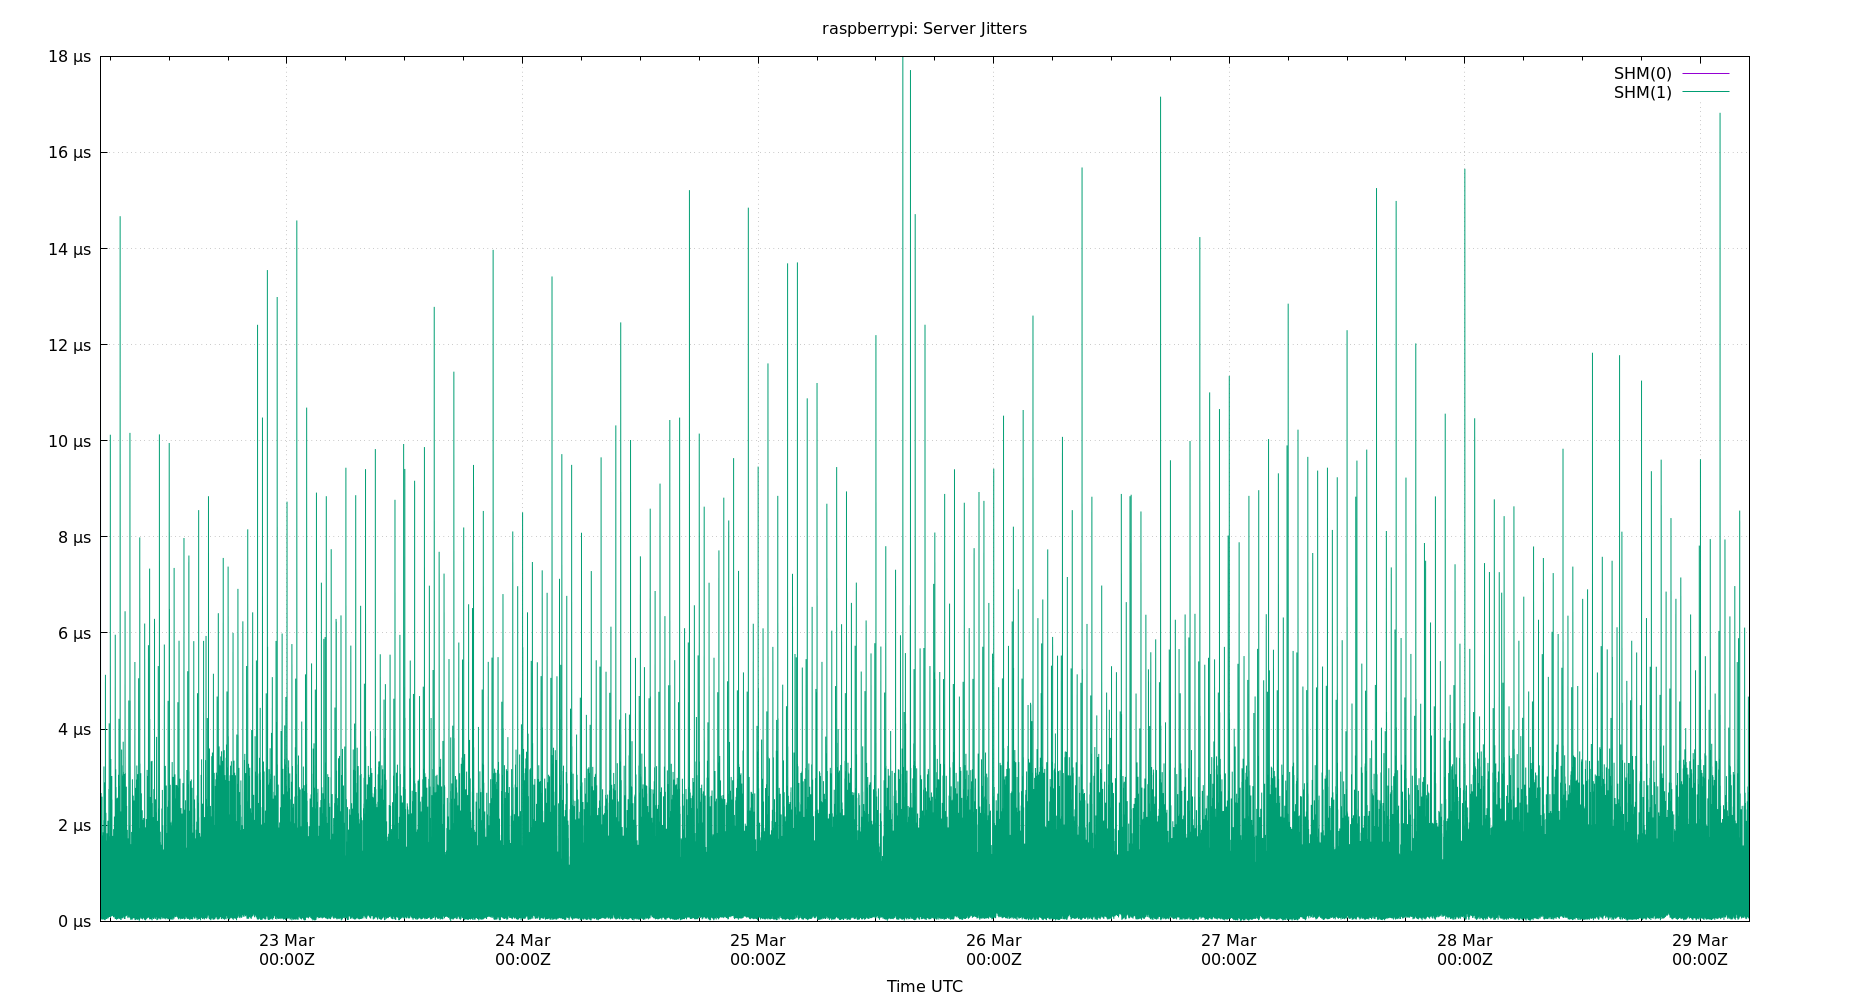 raspberrypi: Server Jitters
18 µs
16 µs
14 µs
12 µs
10 µs
8 µs
6 µs
4 µs
2 µs
0 µs
SHM(0)
SHM(1)
23 Mar 24 Mar 25 Mar 26 Mar 27 Mar 28 Mar 29 Mar
00:00Z 00:00Z 00:00Z 00:00Z 00:00Z 00:00Z 00:00Z
Time UTC